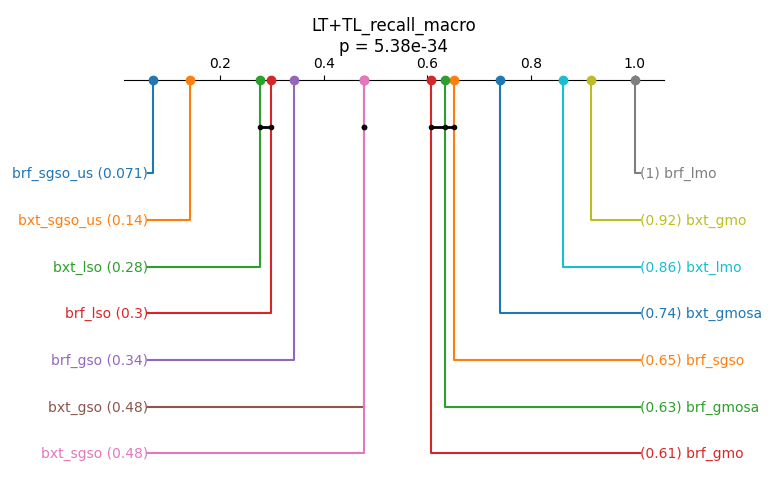 LT+TL_recall_macro
p = 5.38e-34
0.2 0.4 0.6 0.8 1.0
brf_sgso_us (0.071)
(1) brf_lmo
bxt_sgso_us (0.14)
(0.92) bxt_gmo
bxt_lso (0.28)
(0.86) bxt_lmo
brf_lso (0.3)
(0.74) bxt_gmosa
brf_gso (0.34)
(0.65) brf_sgso
bxt_gso (0.48)
(0.63) brf_gmosa
bxt_sgso (0.48)
(0.61) brf_gmo